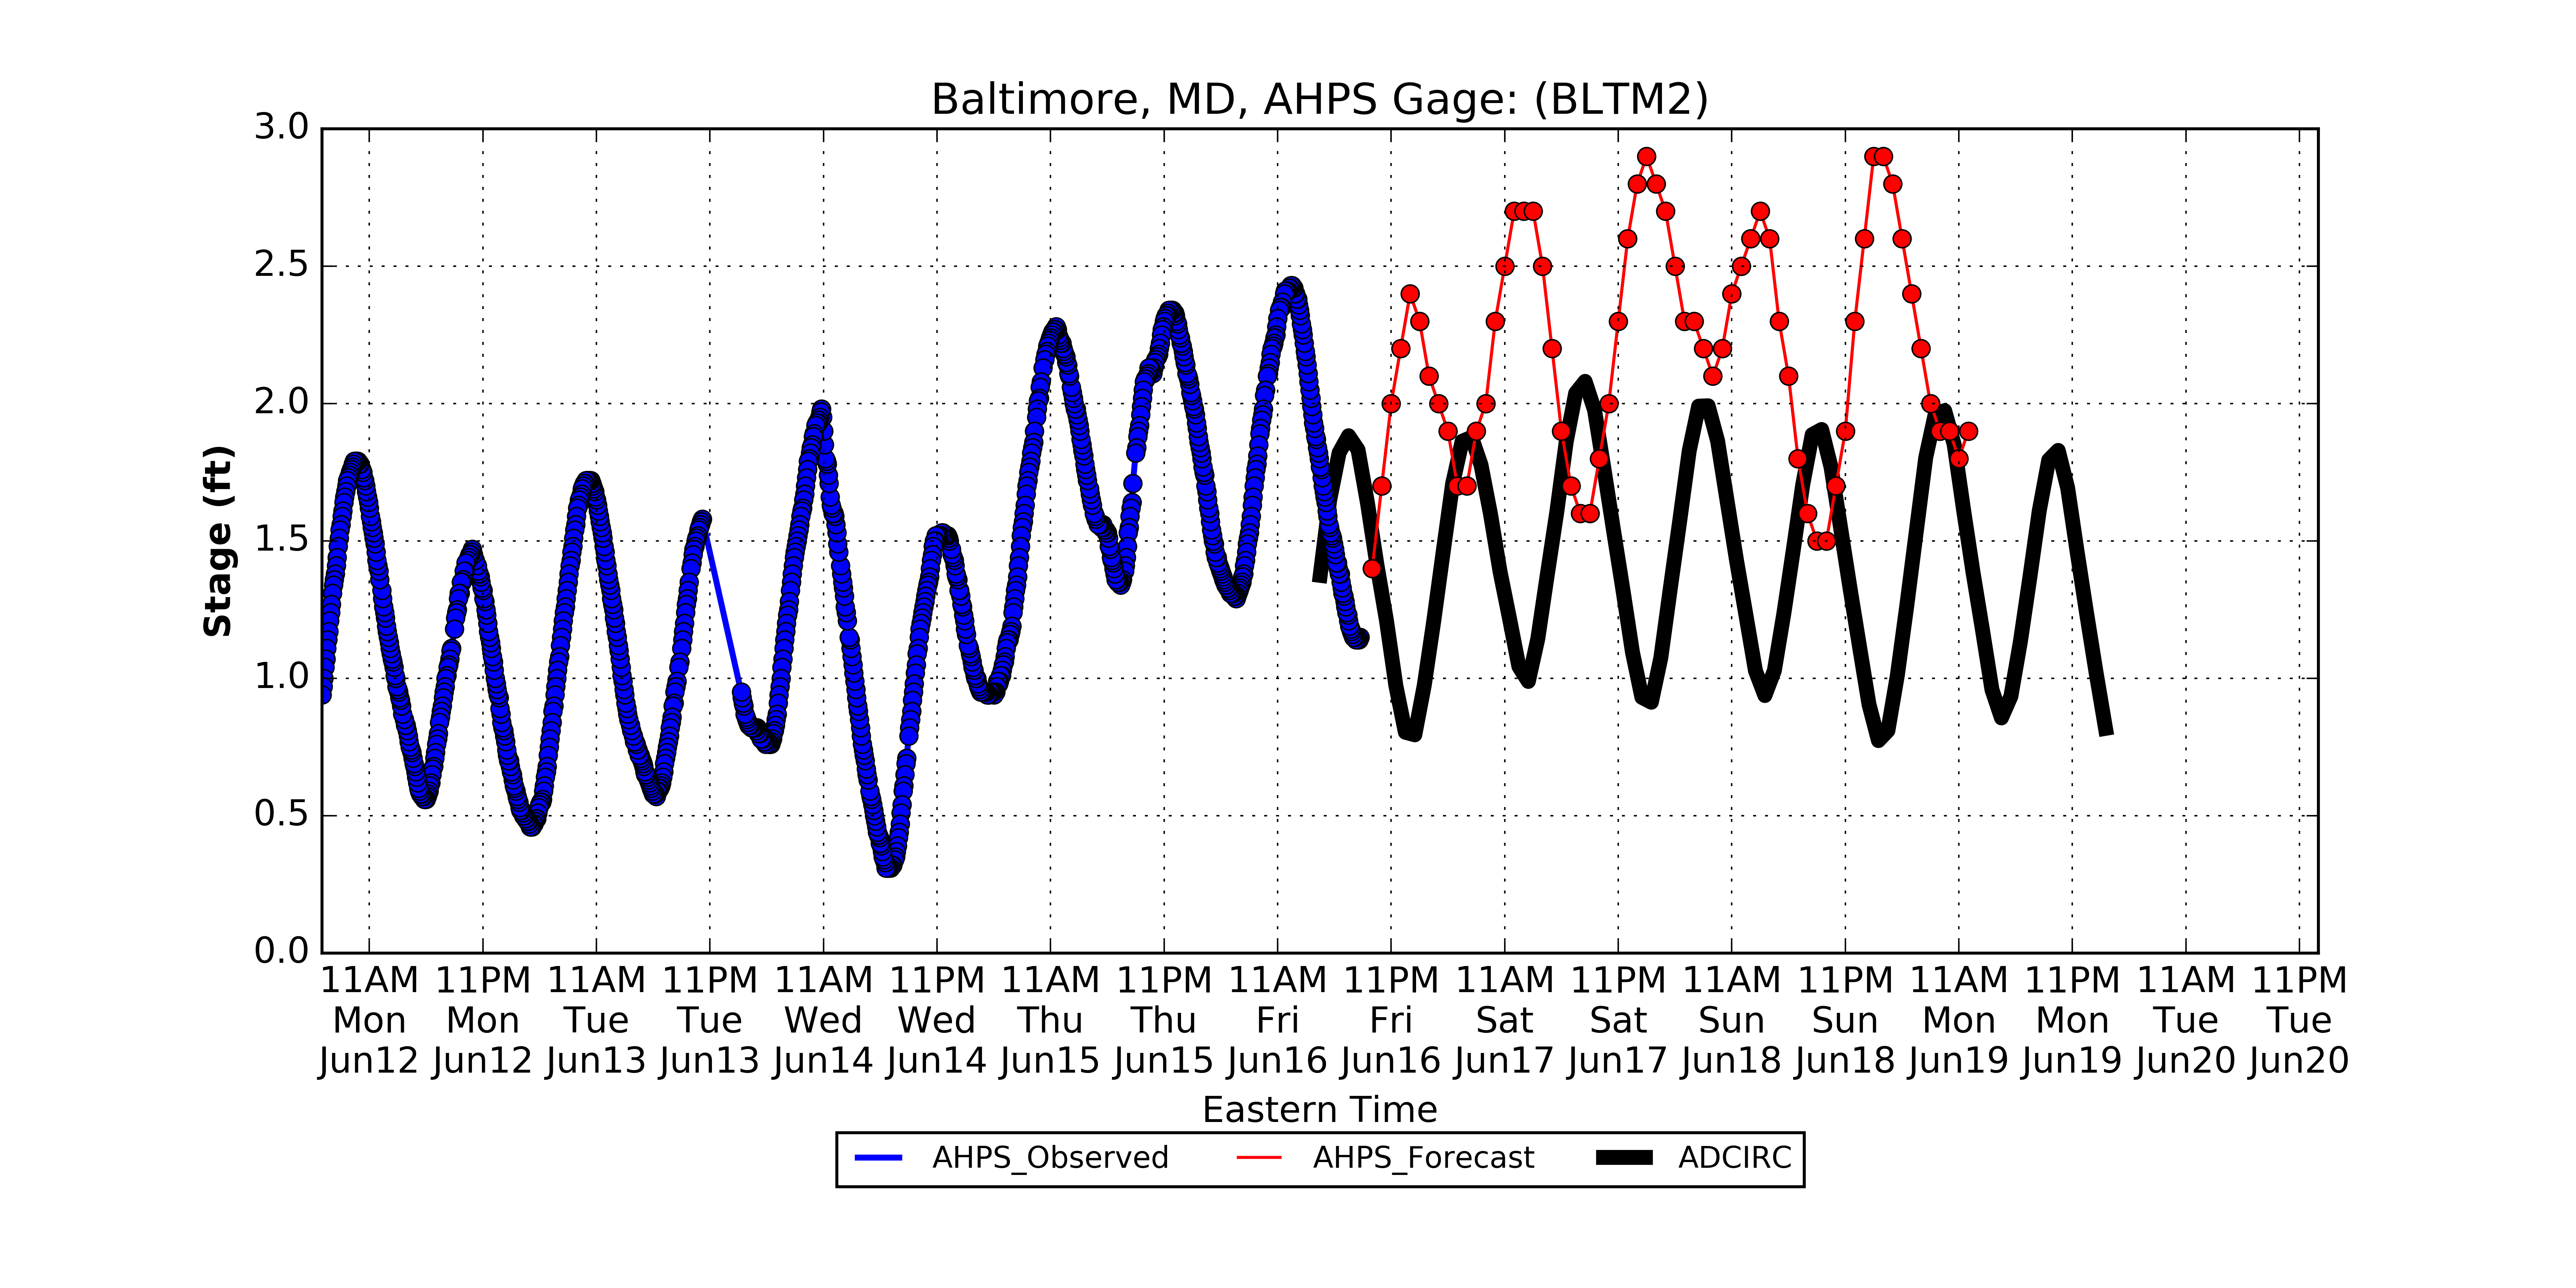 Baltimore, MD, AHPS Gage: (BLTM2)
3.0
2.5
2.0
1.5
1.0
0.5
0.0
Stage (ft)
11AM 11PM 11AM 11PM 11AM 11PM 11AM 11PM 11AM 11PM 11AM 11PM 11AM 11PM 11AM 11PM 11AM 11PM
Mon Mon Tue Tue Wed Wed Thu Thu Fri Fri Sat Sat Sun Sun Mon Mon Tue Tue
Jun12 Jun12 Jun13 Jun13 Jun14 Jun14 Jun15 Jun15 Jun16 Jun16 Jun17 Jun17 Jun18 Jun18 Jun19 Jun19 Jun20 Jun20
Eastern Time
AHPS_Observed AHPS_Forecast ADCIRC